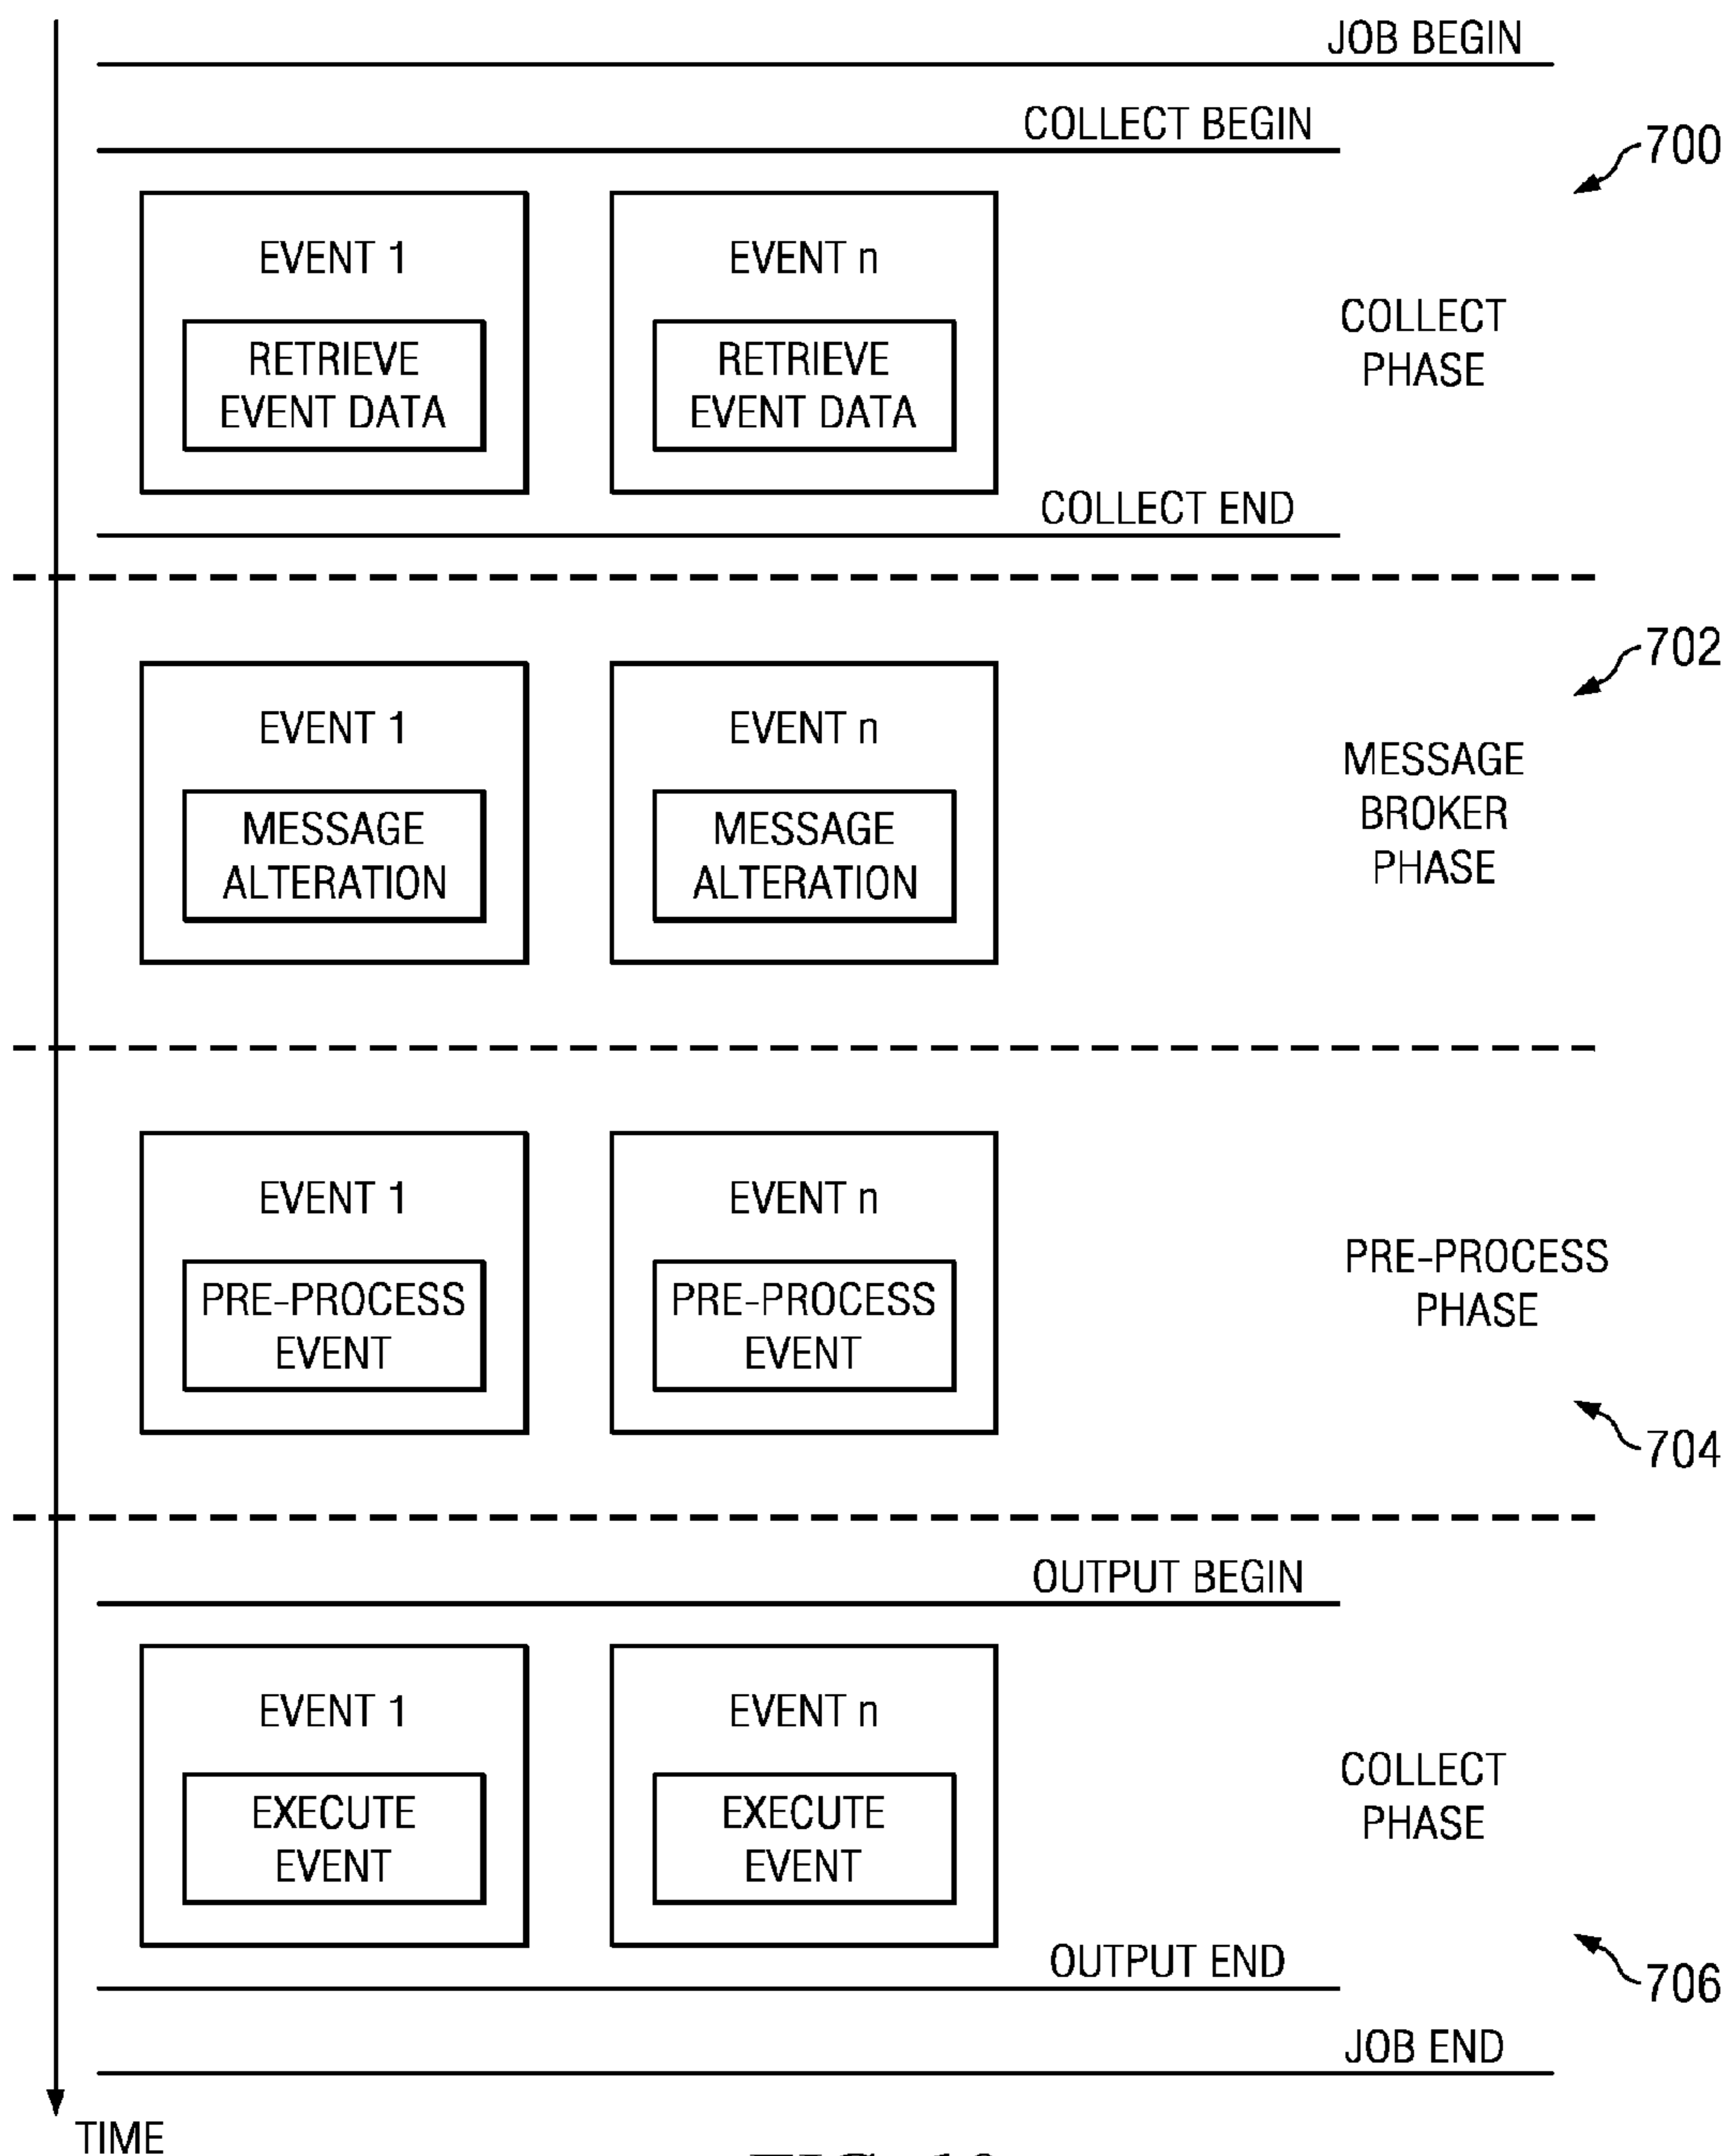 JOB BEGIN
COLLECT BEGIN
700
EVENT 1
RETRIEVE
EVENT DATA
EVENT n
RETRIEVE
EVENT DATA
COLLECT
PHASE
COLLECT END
702
EVENT 1
MESSAGE
ALTERATION
EVENT n
MESSAGE
ALTERATION
MESSAGE
BROKER
PHASE
EVENT 1
PRE-PROCESS
EVENT
EVENT n
PRE-PROCESS
EVENT
PRE-PROCESS
PHASE
704
OUTPUT BEGIN
EVENT 1
EXECUTE
EVENT
EVENT n
EXECUTE
EVENT
COLLECT
PHASE
OUTPUT END
706
JOB END
TIME